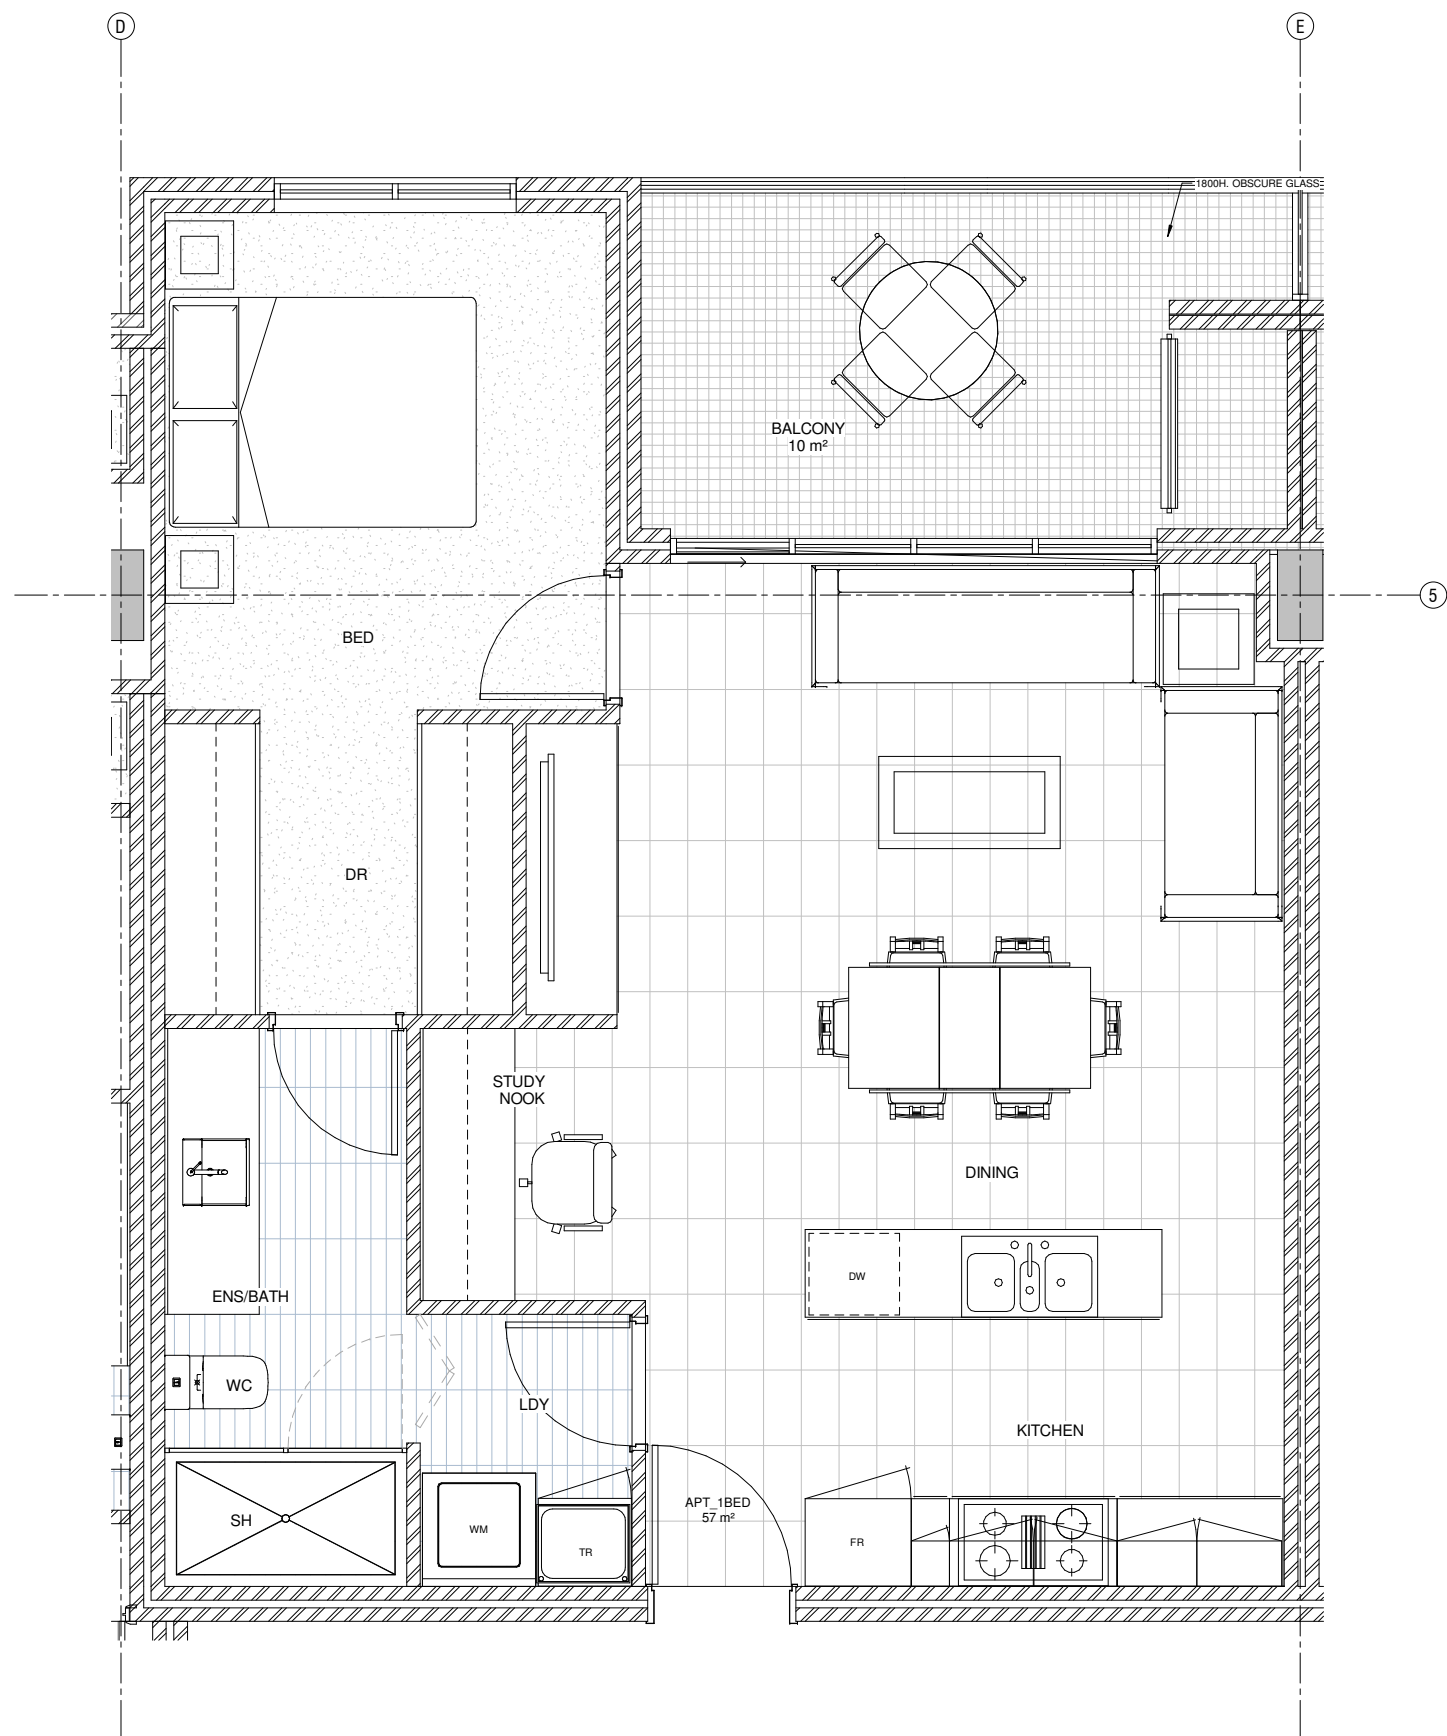 D
E
1800H. OBSCURE GLASS
BALCONY
10 m²
5
BED
DR
STUDY
NOOK
DINING
DW
ENS/BATH
WC
LDY
KITCHEN
APT_1BED
57 m²
SH
WM
TR
FR